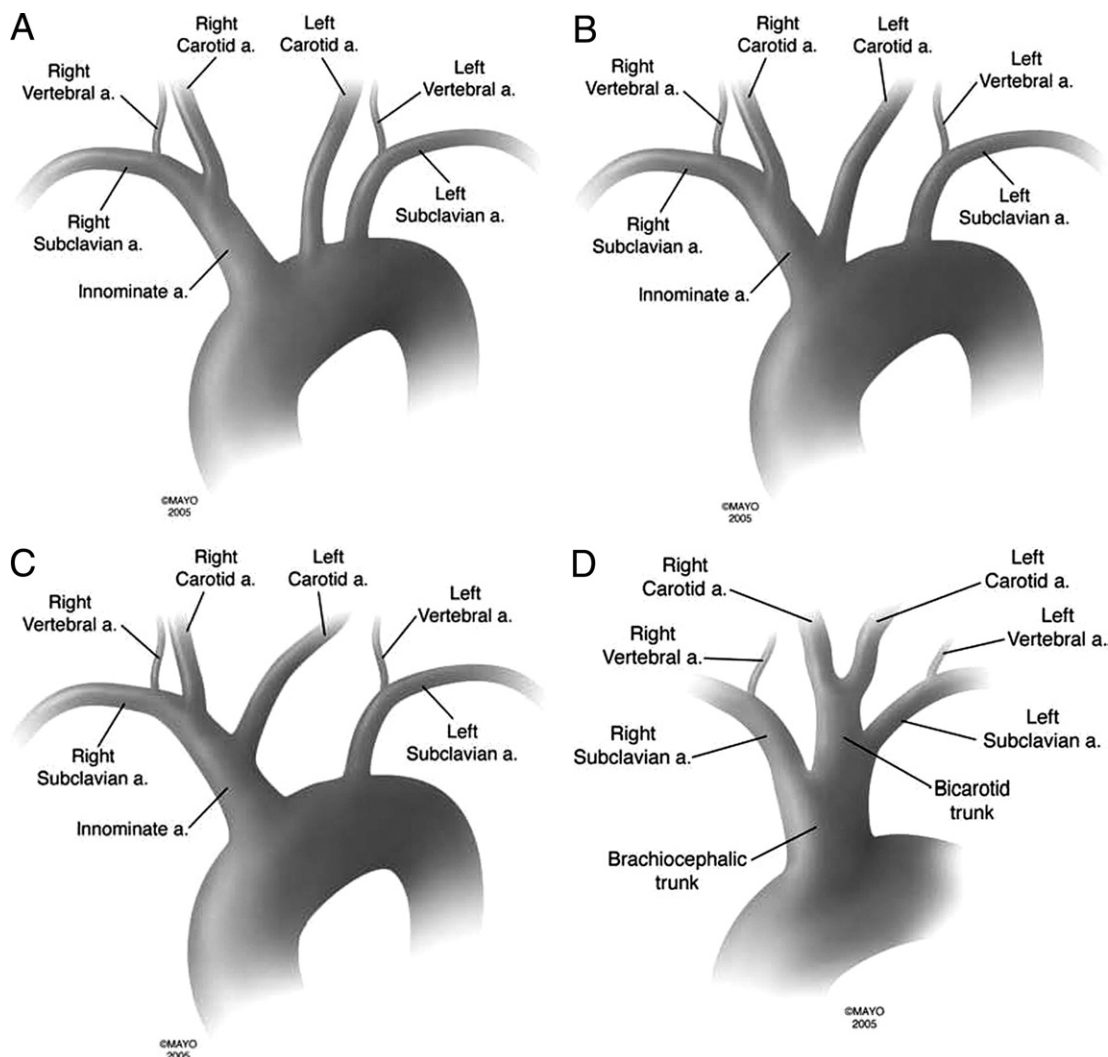 A
Right
Carotid a.
Left
Carotid a.
Right
Vertebral a.
Left
Vertebral a.
Right
Subclavian a.
Left
Subclavian a.
Innominate a.
©MAYO
2005
B
Right
Carotid a.
Left
Carotid a.
Right
Vertebral a.
Left
Vertebral a.
Right
Subclavian a.
Left
Subclavian a.
Innominate a.
©MAYO
2005
C
Right
Carotid a.
Left
Carotid a.
Right
Vertebral a.
Left
Vertebral a.
Right
Subclavian a.
Left
Subclavian a.
Innominate a.
©MAYO
2005
D
Right
Carotid a.
Left
Carotid a.
Right
Vertebral a.
Left
Vertebral a.
Right
Subclavian a.
Left
Subclavian a.
Bicarotid
trunk
Brachiocephalic
trunk
©MAYO
2005